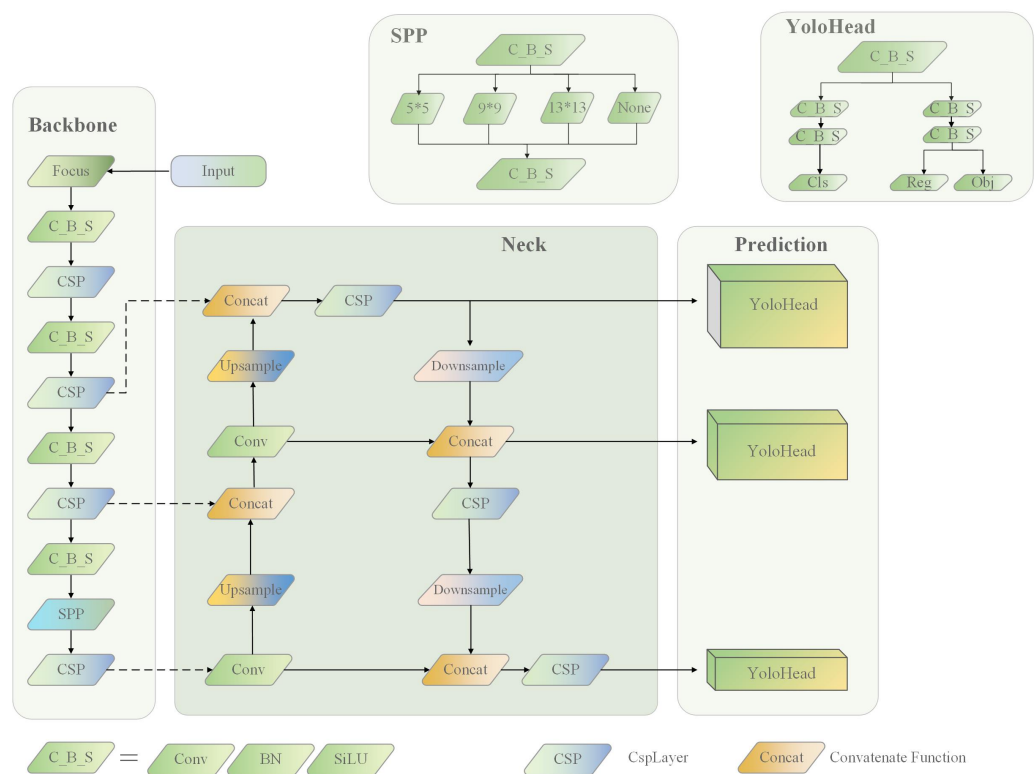 SPP
C_B_S
5*5 9*9 13*13 None
C_B_S
YoloHead
C_B_S
C_B_S C_B_S
C_B_S C_B_S
Cls Reg Obj
Backbone
Focus Input
C_B_S
CSP
C_B_S
CSP
C_B_S
CSP
C_B_S
SPP
CSP
Neck
Concat CSP
Upsample Downsample
Conv Concat
Concat CSP
Upsample Downsample
Conv Concat CSP
Prediction
YoloHead
YoloHead
YoloHead
C_B_S = Conv BN SiLU
CSP CspLayer
Concat Convatenate Function